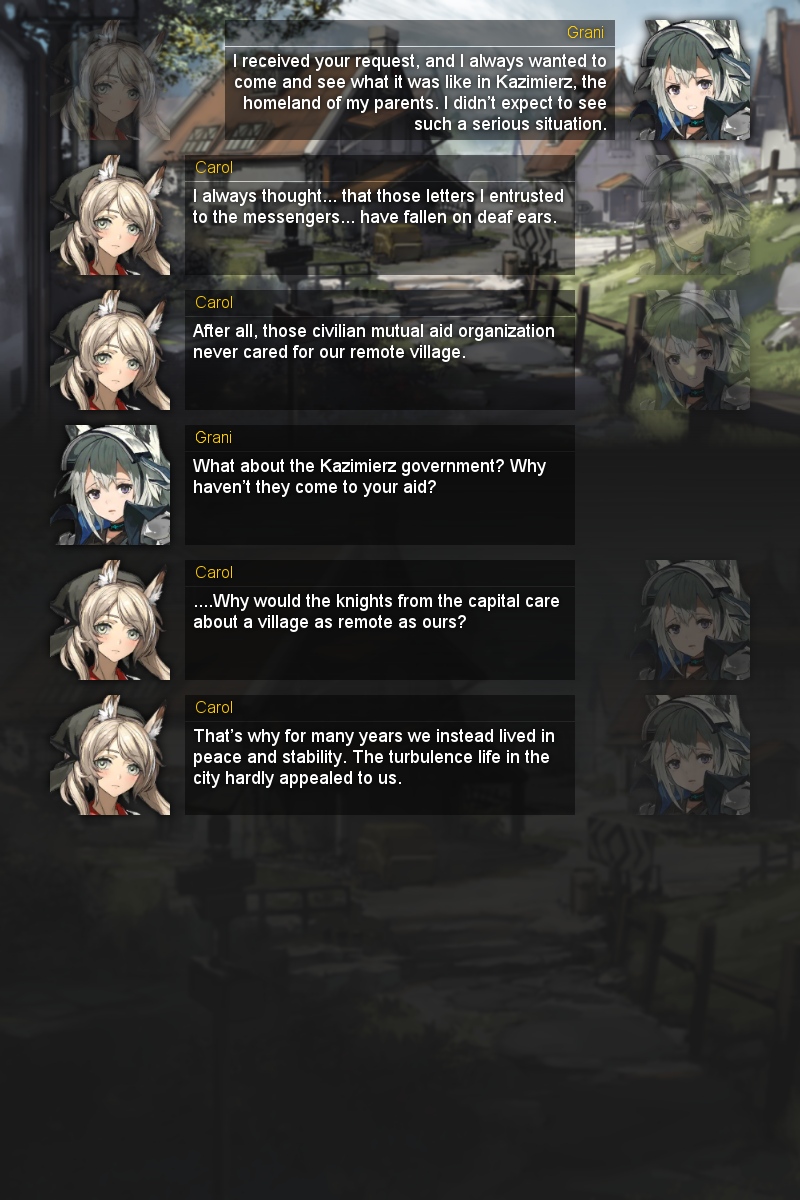 Grani
I received your request, and I always wanted to
come and see what it was like in Kazimierz, the
homeland of my parents. I didn't expect to see
such a serious situation.
Carol
I always thought... that those letters I entrusted
to the messengers... have fallen on deaf ears.
Carol
After all, those civilian mutual aid organization
never cared for our remote village.
Grani
What about the Kazimierz government? Why
haven't they come to your aid?
Carol
....Why would the knights from the capital care
about a village as remote as ours?
Carol
That's why for many years we instead lived in
peace and stability. The turbulence life in the
city hardly appealed to us.